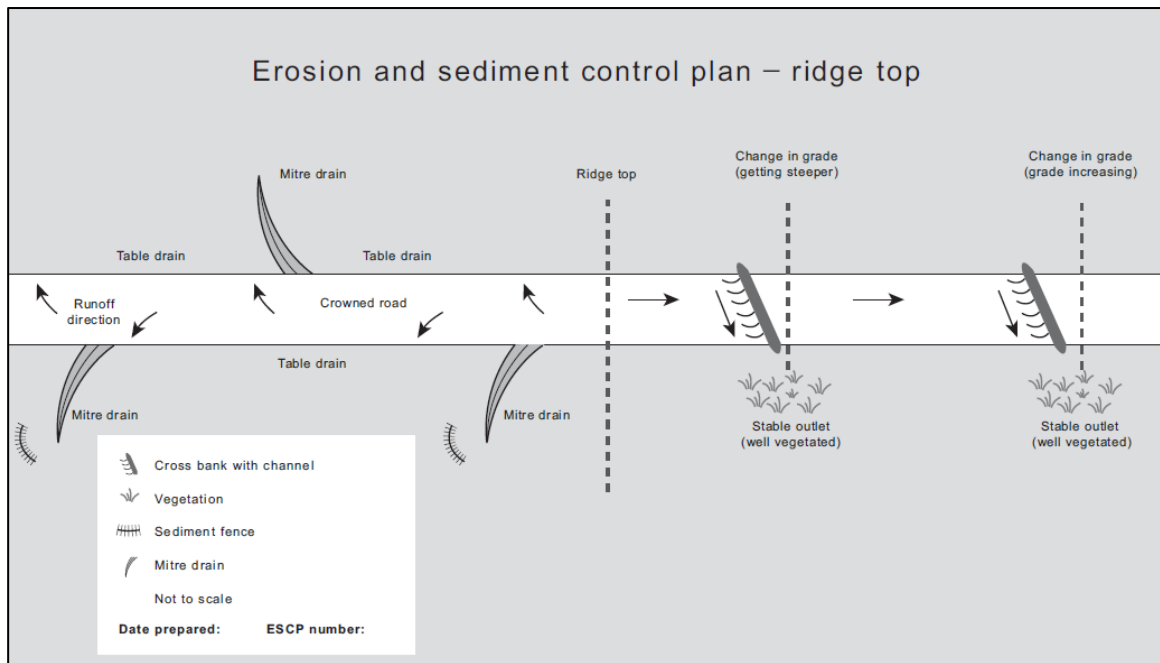 Erosion and sediment control plan – ridge top
Mitre drain
Ridge top
Change in grade
(getting steeper)
Change in grade
(grade increasing)
Table drain
Table drain
Runoff
direction
Crowned road
Table drain
Mitre drain
Mitre drain
Stable outlet
(well vegetated)
Stable outlet
(well vegetated)
Cross bank with channel
Vegetation
Sediment fence
Mitre drain
Not to scale
Date prepared: ESCP number: